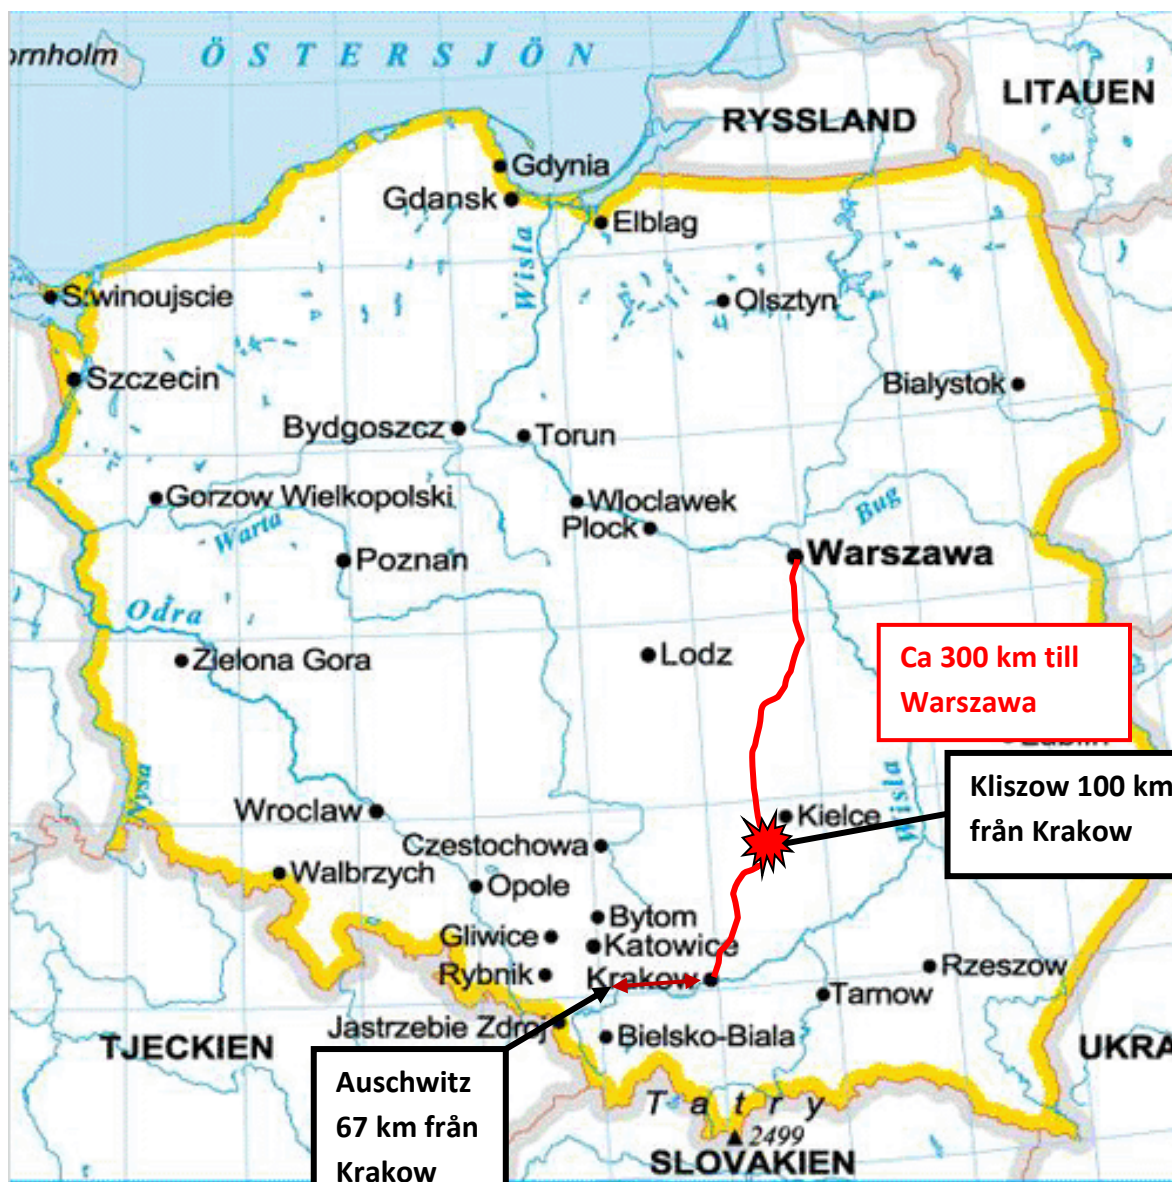 ornholm
ÖSTERSJÖN
LITAUEN
RYSSLAND
Gdynia
Gdansk
Elblag
Wisla
Swinoujscie
Olsztyn
Szczecin
Bialystok
Bydgoszcz
Torun
Gorzow Wielkopolski
Wloclawek
Plock
Bug
Warta
Poznan
Warszawa
Odra
Zielona Gora
Lodz
Ca 300 km till
Warszawa
Lublin
Nysa
Wisla
Kliszow 100 km
från Krakow
Wroclaw
Kielce
Czestochowa
Walbrzych
Opole
Bytom
Gliwice
Katowice
Rybnik
Krakow
Rzeszow
Tarnow
Jastrzebie Zdroj
Bielsko-Biala
TJECKIEN
UKRA
Auschwitz
67 km från
Krakow
Tatry
2499
SLOVAKIEN